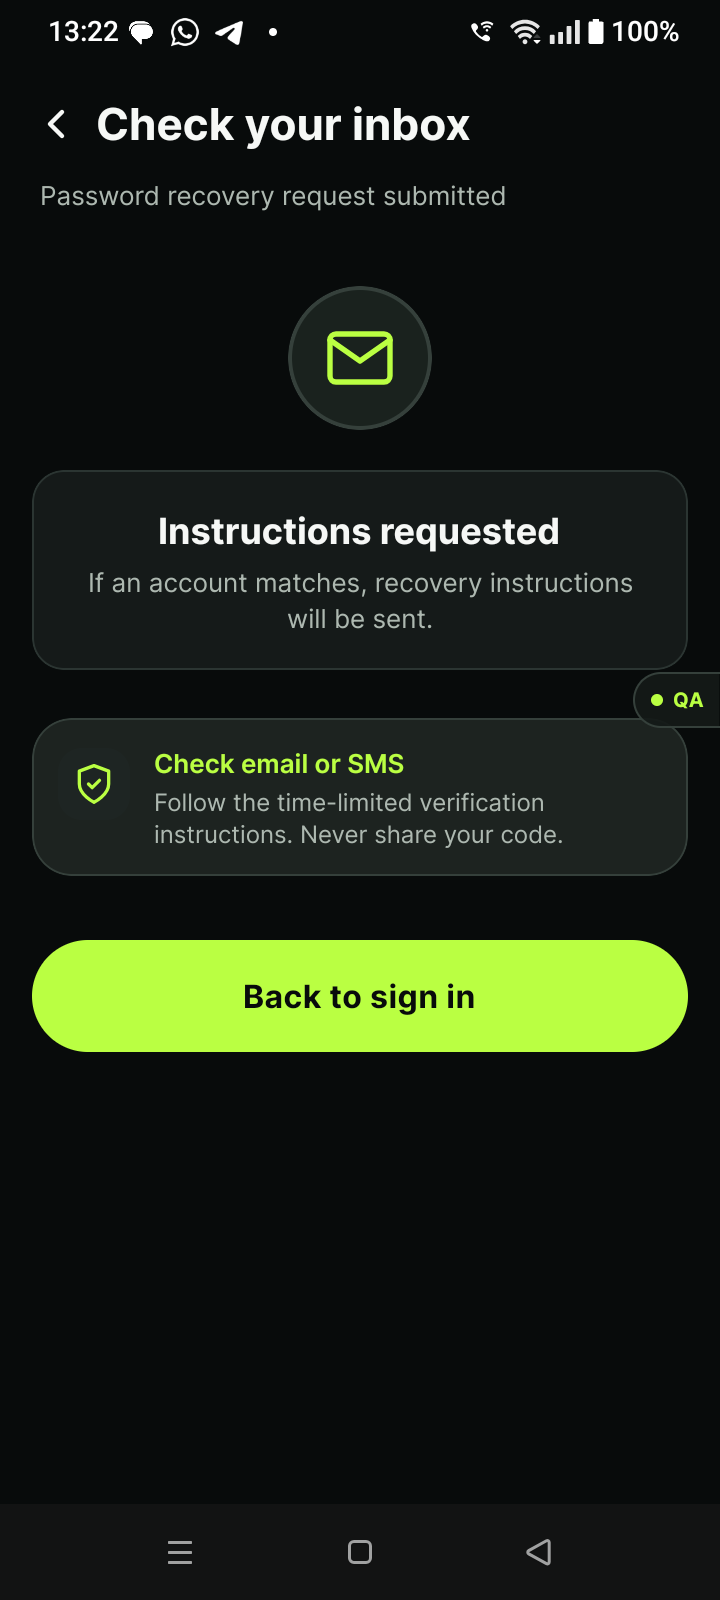 13:22
100%
Check your inbox
Password recovery request submitted
Instructions requested
If an account matches, recovery instructions
will be sent.
QA
Check email or SMS
Follow the time-limited verification
instructions. Never share your code.
Back to sign in